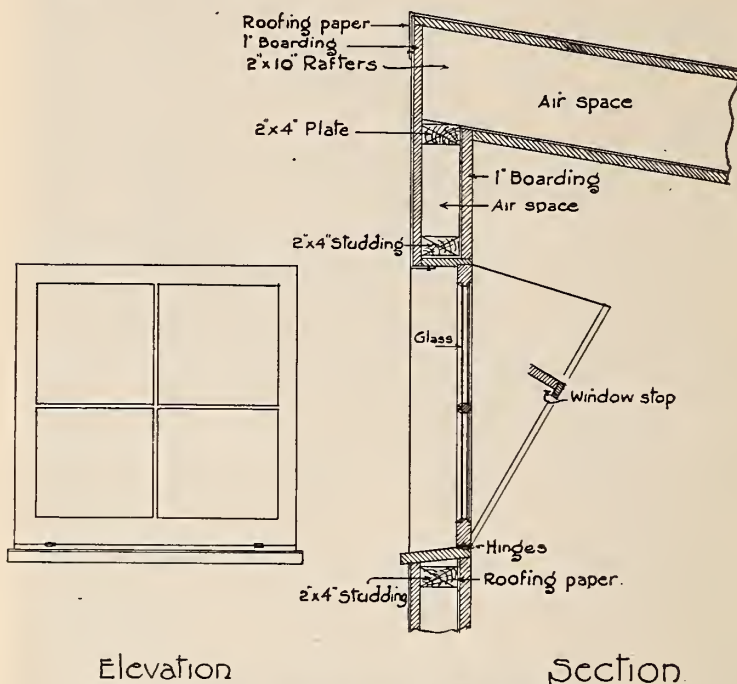 Roofing paper
1" Boarding
2"x10" Rafters
Air space
2"x4" Plate
1" Boarding
Air space
2"x4" Studding
Glass
Window stop
Hinges
2"x4" Studding
Roofing paper.
Elevation
Section